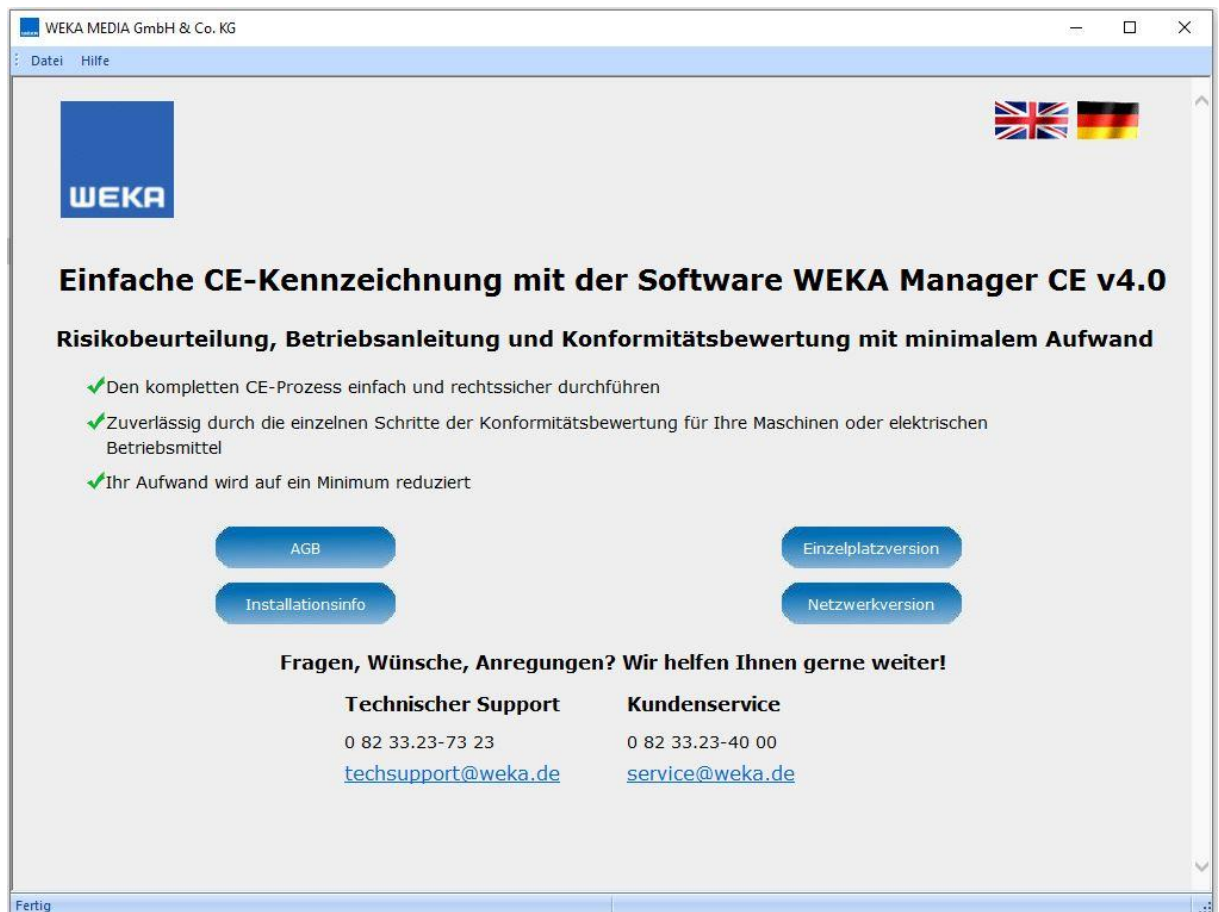 WEKA MEDIA GmbH & Co. KG
Datei Hilfe
WEKA
Einfache CE-Kennzeichnung mit der Software WEKA Manager CE v4.0
Risikobeurteilung, Betriebsanleitung und Konformitätsbewertung mit minimalem Aufwand
Den kompletten CE-Prozess einfach und rechtssicher durchführen
Zuverlässig durch die einzelnen Schritte der Konformitätsbewertung für Ihre Maschinen oder elektrischen
Betriebsmittel
Ihr Aufwand wird auf ein Minimum reduziert
AGB Einzelplatzversion
Installationsinfo Netzwerkversion
Fragen, Wünsche, Anregungen? Wir helfen Ihnen gerne weiter!
Technischer Support Kundenservice
0 82 33.23-73 23 0 82 33.23-40 00
techsupport@weka.de service@weka.de
Fertig